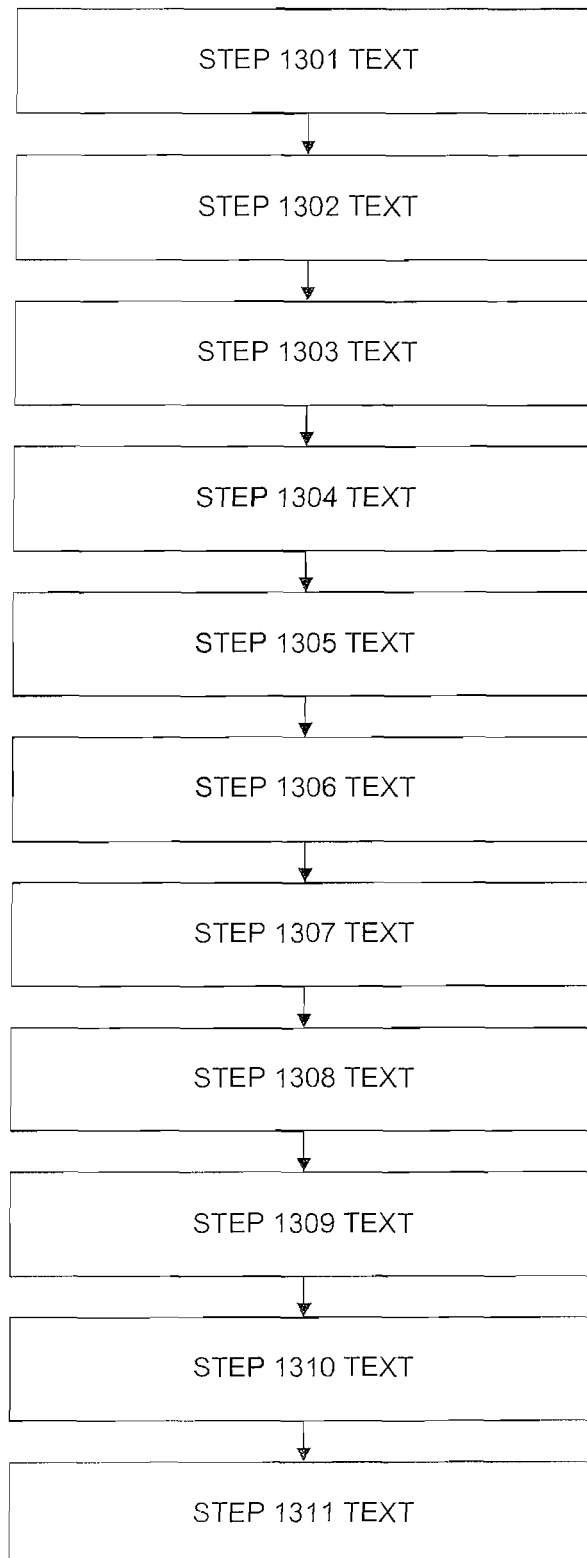 STEP 1301 TEXT
STEP 1302 TEXT
STEP 1303 TEXT
STEP 1304 TEXT
STEP 1305 TEXT
STEP 1306 TEXT
STEP 1307 TEXT
STEP 1308 TEXT
STEP 1309 TEXT
STEP 1310 TEXT
STEP 1311 TEXT